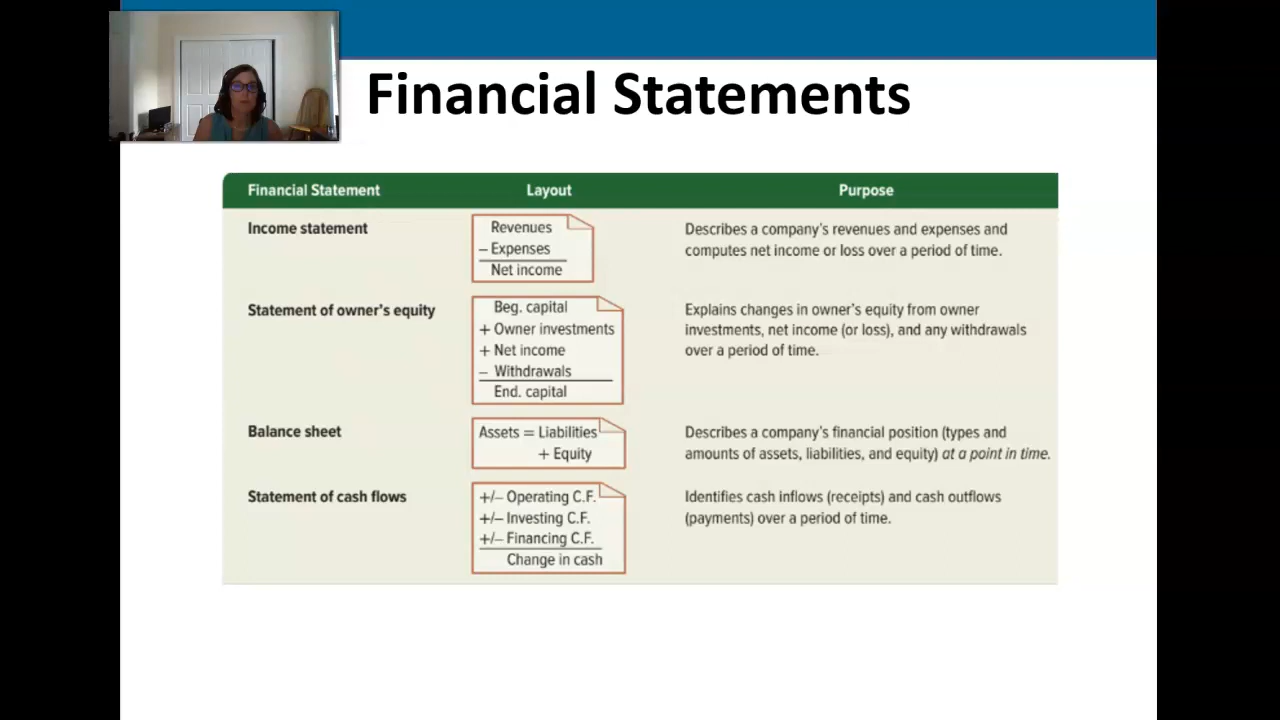 Financial Statements
Financial Statement Layout Purpose
Income statement
Revenues
– Expenses
Net income
Describes a company's revenues and expenses and
computes net income or loss over a period of time.
Statement of owner's equity
Beg. capital
+ Owner investments
+ Net income
– Withdrawals
End. capital
Explains changes in owner's equity from owner
investments, net income (or loss), and any withdrawals
over a period of time.
Balance sheet
Assets = Liabilities
+ Equity
Describes a company's financial position (types and
amounts of assets, liabilities, and equity) at a point in time.
Statement of cash flows
+/– Operating C.F.
+/– Investing C.F.
+/– Financing C.F.
Change in cash
Identifies cash inflows (receipts) and cash outflows
(payments) over a period of time.